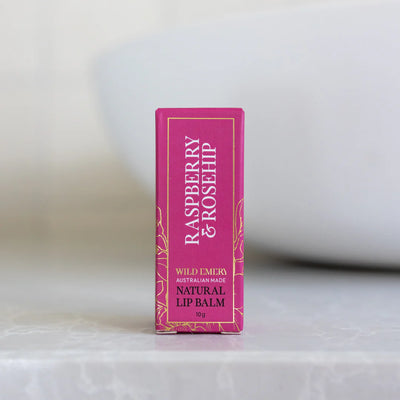 RASPBERRY
& ROSEHIP
WILD EMERY
AUSTRALIAN MADE
NATURAL
LIP BALM
10g